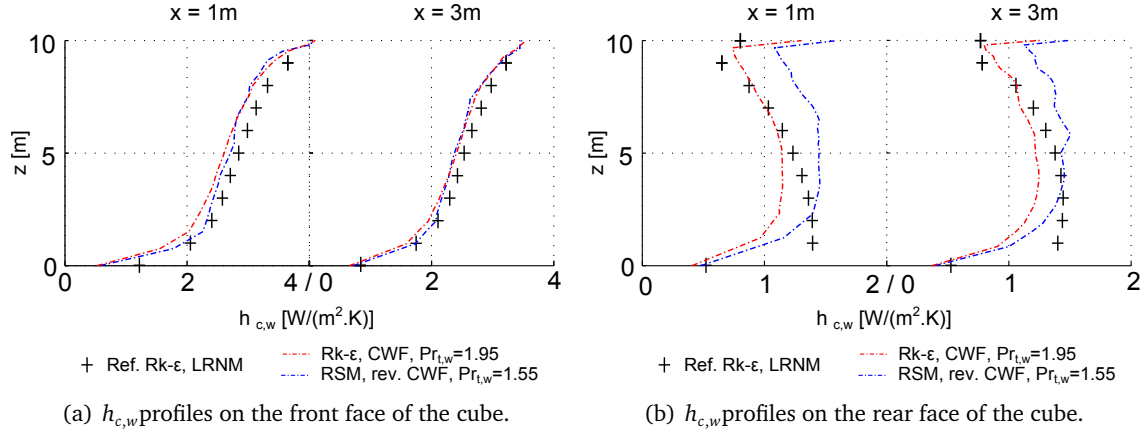 x = 1m x = 3m x = 1m x = 3m
10 10
z [m] z [m]
5 5
0 0
0 2 4 / 0 2 4 0 1 2 / 0 1 2
h c,w [W/(m².K)] h c,w [W/(m².K)]
Ref. Rk-ε, LRNM Rk-ε, CWF, Prt,w=1.95 Ref. Rk-ε, LRNM Rk-ε, CWF, Prt,w=1.95
RSM, rev. CWF, Prt,w=1.55 RSM, rev. CWF, Prt,w=1.55
(a) hc,wprofiles on the front face of the cube. (b) hc,wprofiles on the rear face of the cube.